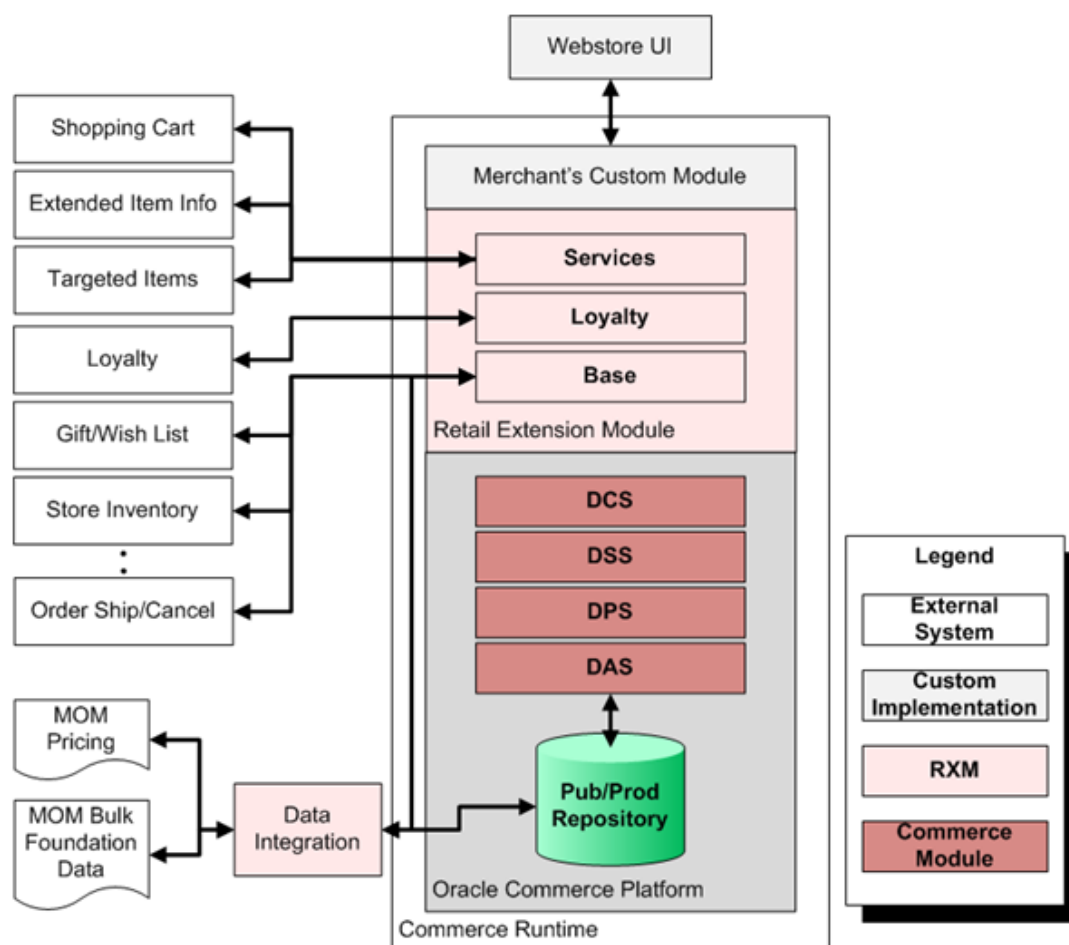 Webstore UI
Shopping Cart
Extended Item Info
Targeted Items
Loyalty
Gift/Wish List
Store Inventory
Order Ship/Cancel
MOM
Pricing
MOM Bulk
Foundation
Data
Data
Integration
Merchant's Custom Module
Services
Loyalty
Base
Retail Extension Module
DCS
DSS
DPS
DAS
Pub/Prod
Repository
Oracle Commerce Platform
Commerce Runtime
Legend
External
System
Custom
Implementation
RXM
Commerce
Module